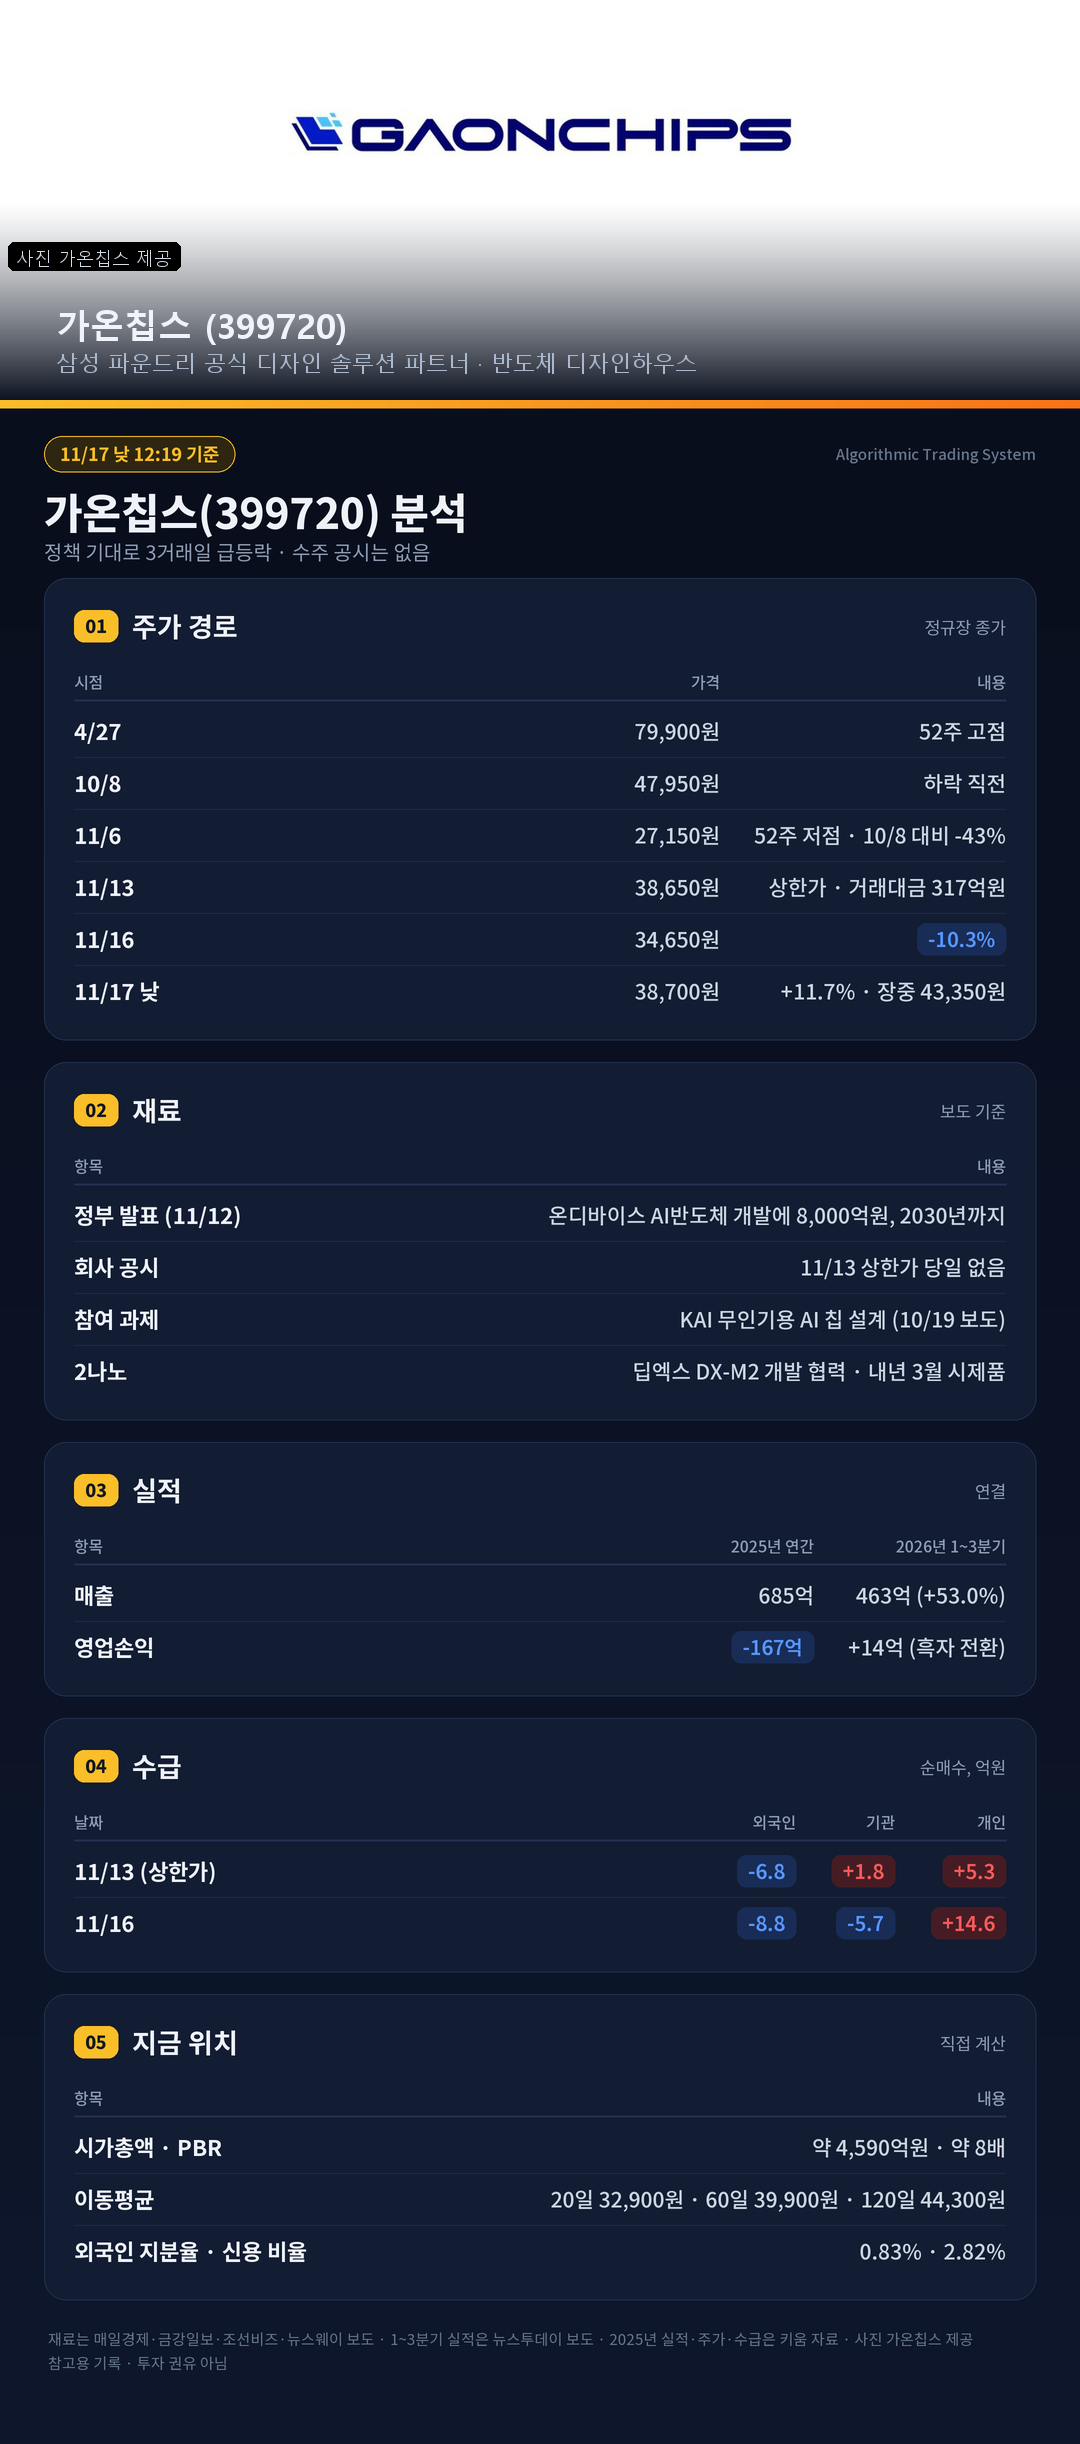 GAONCHIPS
사진 가온칩스 제공
가온칩스 (399720)
삼성 파운드리 공식 디자인 솔루션 파트너 · 반도체 디자인하우스
11/17 낮 12:19 기준
Algorithmic Trading System
가온칩스(399720) 분석
정책 기대로 3거래일 급등락 · 수주 공시는 없음
01 주가 경로 정규장 종가
시점 가격 내용
4/27 79,900원 52주 고점
10/8 47,950원 하락 직전
11/6 27,150원 52주 저점 · 10/8 대비 -43%
11/13 38,650원 상한가 · 거래대금 317억원
11/16 34,650원 -10.3%
11/17 낮 38,700원 +11.7% · 장중 43,350원
02 재료 보도 기준
항목 내용
정부 발표 (11/12) 온디바이스 AI반도체 개발에 8,000억원, 2030년까지
회사 공시 11/13 상한가 당일 없음
참여 과제 KAI 무인기용 AI 칩 설계 (10/19 보도)
2나노 딥엑스 DX-M2 개발 협력 · 내년 3월 시제품
03 실적 연결
항목 2025년 연간 2026년 1~3분기
매출 685억 463억 (+53.0%)
영업손익 -167억 +14억 (흑자 전환)
04 수급 순매수, 억원
날짜 외국인 기관 개인
11/13 (상한가) -6.8 +1.8 +5.3
11/16 -8.8 -5.7 +14.6
05 지금 위치 직접 계산
항목 내용
시가총액 · PBR 약 4,590억원 · 약 8배
이동평균 20일 32,900원 · 60일 39,900원 · 120일 44,300원
외국인 지분율 · 신용 비율 0.83% · 2.82%
재료는 매일경제·금강일보·조선비즈·뉴스웨이 보도 · 1~3분기 실적은 뉴스투데이 보도 · 2025년 실적·주가·수급은 키움 자료 · 사진 가온칩스 제공
참고용 기록 · 투자 권유 아님